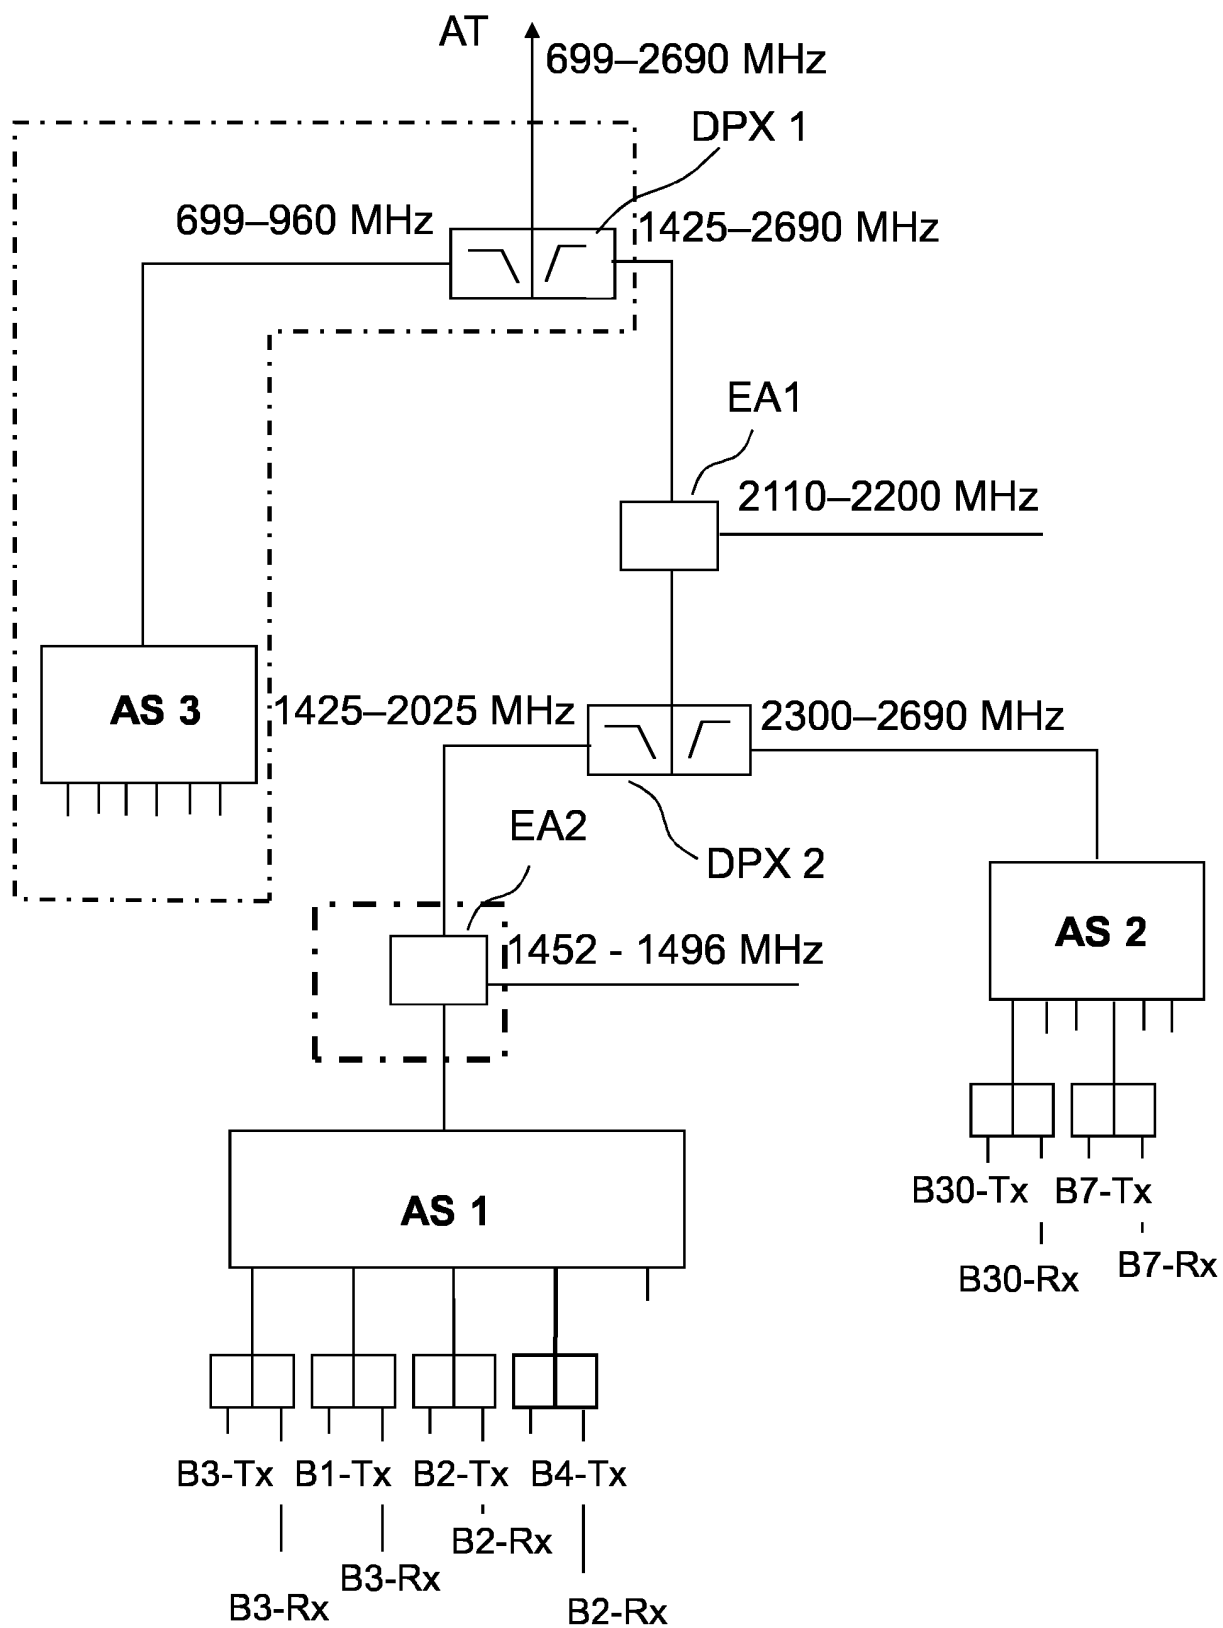 AT
699–2690 MHz
DPX 1
699–960 MHz
1425–2690 MHz
EA1
2110–2200 MHz
AS 3
1425–2025 MHz
2300–2690 MHz
EA2
DPX 2
1452 - 1496 MHz
AS 2
B30-Tx B7-Tx
B30-Rx B7-Rx
AS 1
B3-Tx B1-Tx B2-Tx B4-Tx
B2-Rx
B3-Rx
B3-Rx
B2-Rx